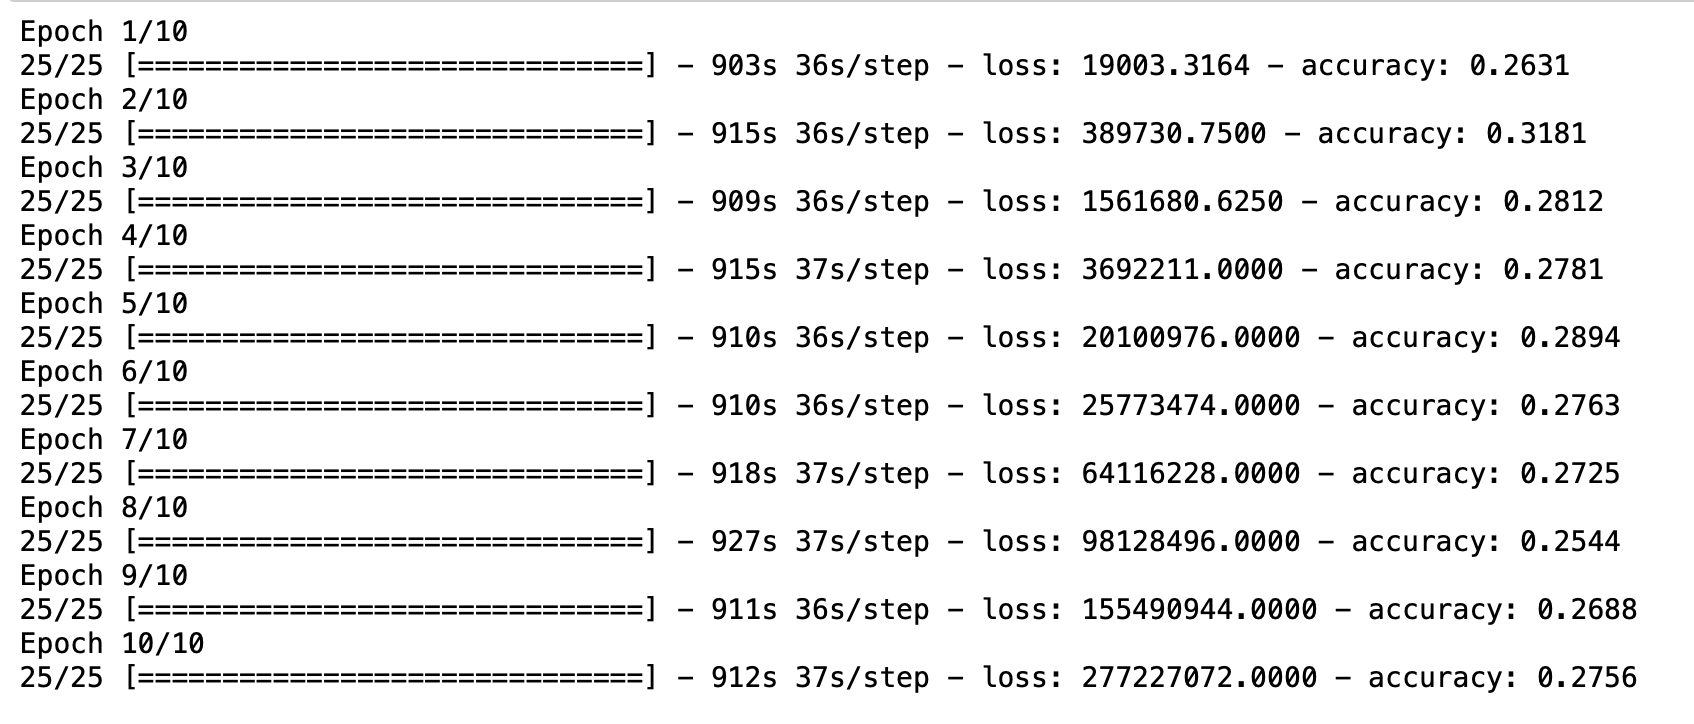 Epoch 1/10
25/25 [==============================] - 903s 36s/step - loss: 19003.3164 - accuracy: 0.2631
Epoch 2/10
25/25 [==============================] - 915s 36s/step - loss: 389730.7500 - accuracy: 0.3181
Epoch 3/10
25/25 [==============================] - 909s 36s/step - loss: 1561680.6250 - accuracy: 0.2812
Epoch 4/10
25/25 [==============================] - 915s 37s/step - loss: 3692211.0000 - accuracy: 0.2781
Epoch 5/10
25/25 [==============================] - 910s 36s/step - loss: 20100976.0000 - accuracy: 0.2894
Epoch 6/10
25/25 [==============================] - 910s 36s/step - loss: 25773474.0000 - accuracy: 0.2763
Epoch 7/10
25/25 [==============================] - 918s 37s/step - loss: 64116228.0000 - accuracy: 0.2725
Epoch 8/10
25/25 [==============================] - 927s 37s/step - loss: 98128496.0000 - accuracy: 0.2544
Epoch 9/10
25/25 [==============================] - 911s 36s/step - loss: 155490944.0000 - accuracy: 0.2688
Epoch 10/10
25/25 [==============================] - 912s 37s/step - loss: 277227072.0000 - accuracy: 0.2756